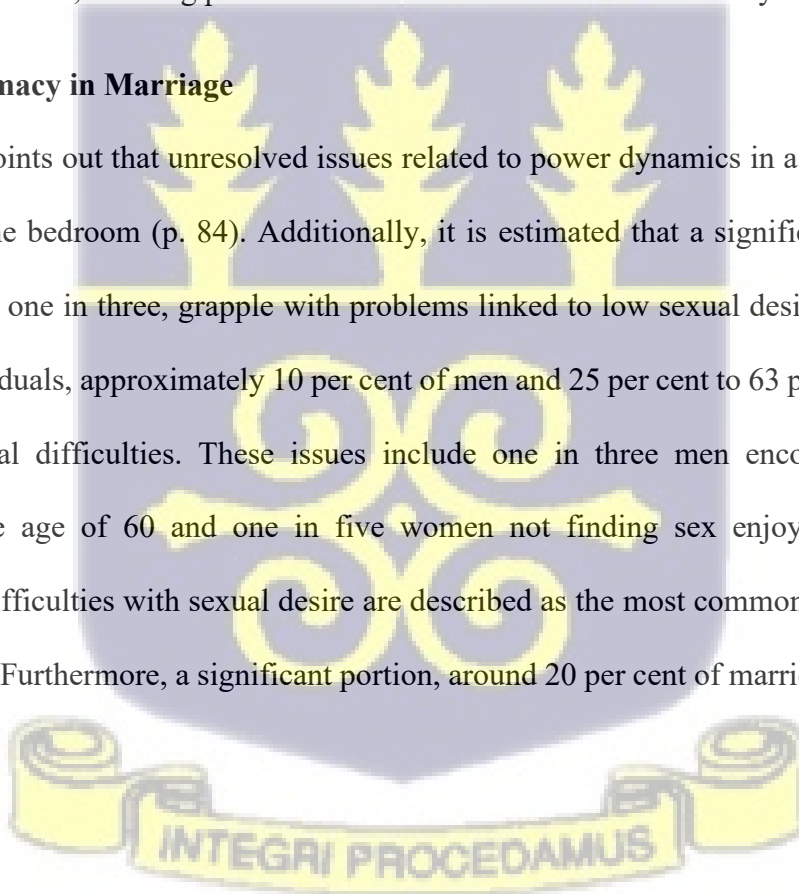 macy in Marriage
oints out that unresolved issues related to power dynamics in a
e bedroom (p. 84). Additionally, it is estimated that a signific
one in three, grapple with problems linked to low sexual desi
duals, approximately 10 per cent of men and 25 per cent to 63 p
al difficulties. These issues include one in three men enco
e age of 60 and one in five women not finding sex enjoy
ifficulties with sexual desire are described as the most common
Furthermore, a significant portion, around 20 per cent of marri
INTEGRI PROCEDAMUS